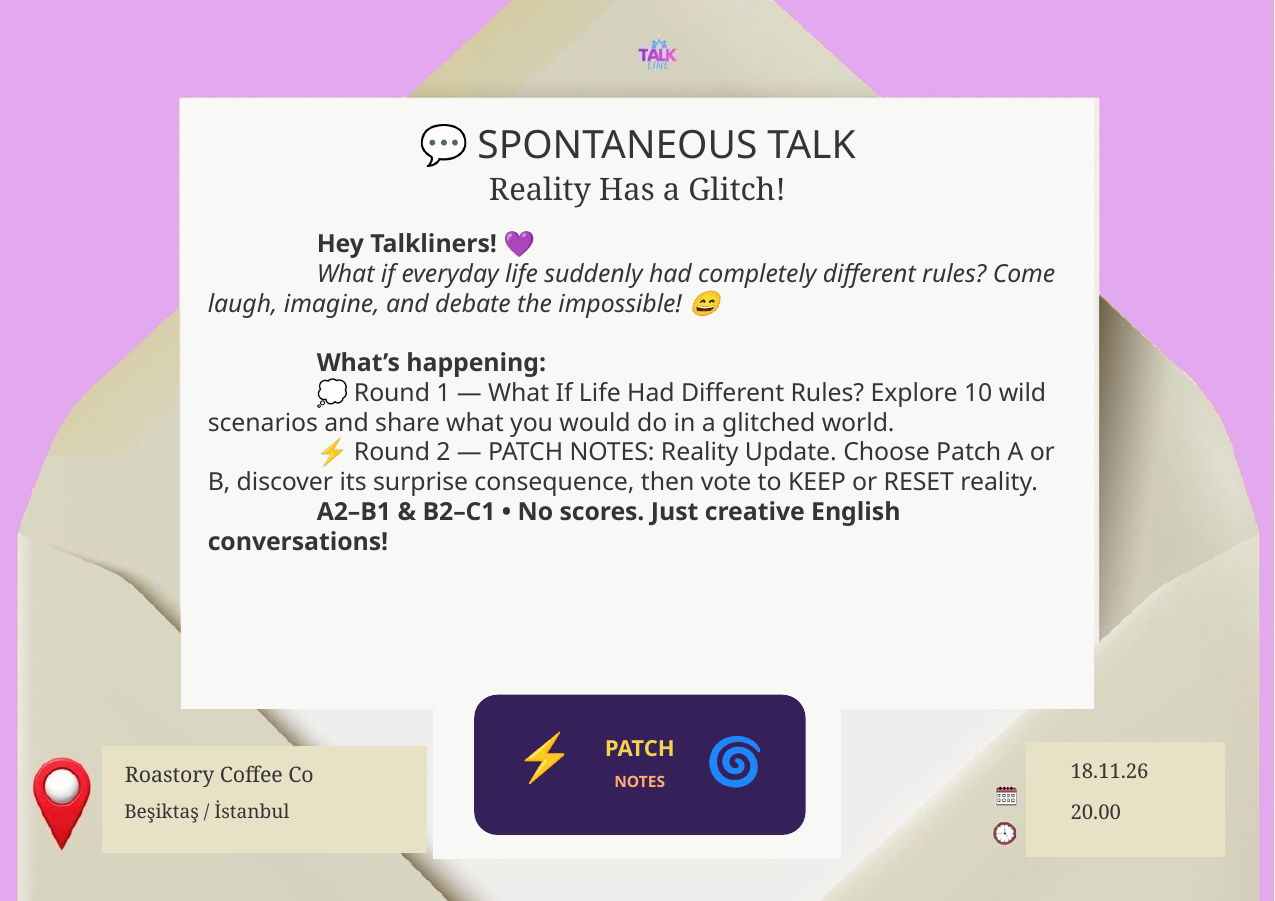 TALK
LINE
💬 SPONTANEOUS TALK
Reality Has a Glitch!
Hey Talkliners! 💜
What if everyday life suddenly had completely different rules? Come
laugh, imagine, and debate the impossible! 😄
What’s happening:
💭 Round 1 — What If Life Had Different Rules? Explore 10 wild
scenarios and share what you would do in a glitched world.
⚡ Round 2 — PATCH NOTES: Reality Update. Choose Patch A or
B, discover its surprise consequence, then vote to KEEP or RESET reality.
A2–B1 & B2–C1 • No scores. Just creative English
conversations!
⚡ PATCH 🌀
NOTES
Roastory Coffee Co
Beşiktaş / İstanbul
18.11.26
20.00